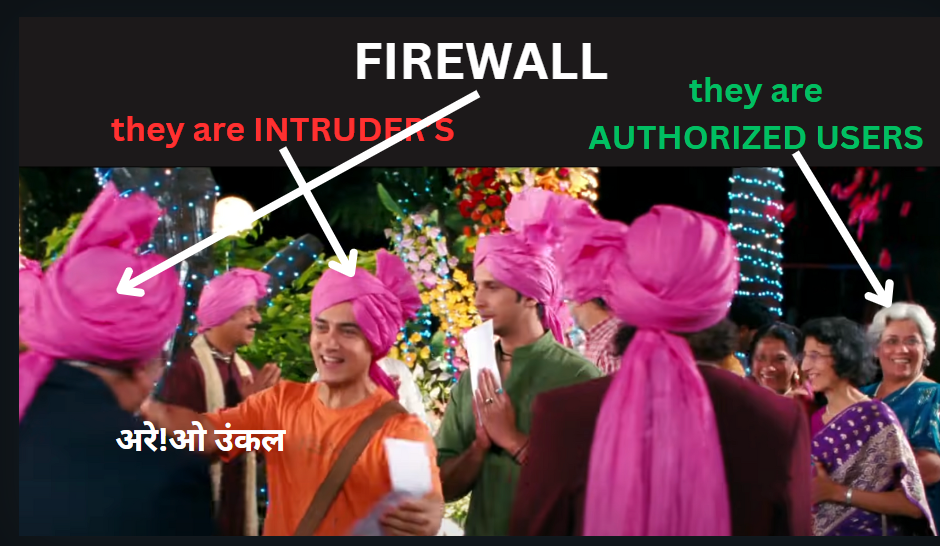 FIREWALL
they are INTRUDER'S
they are
AUTHORIZED USERS
अरे!ओ उंकल